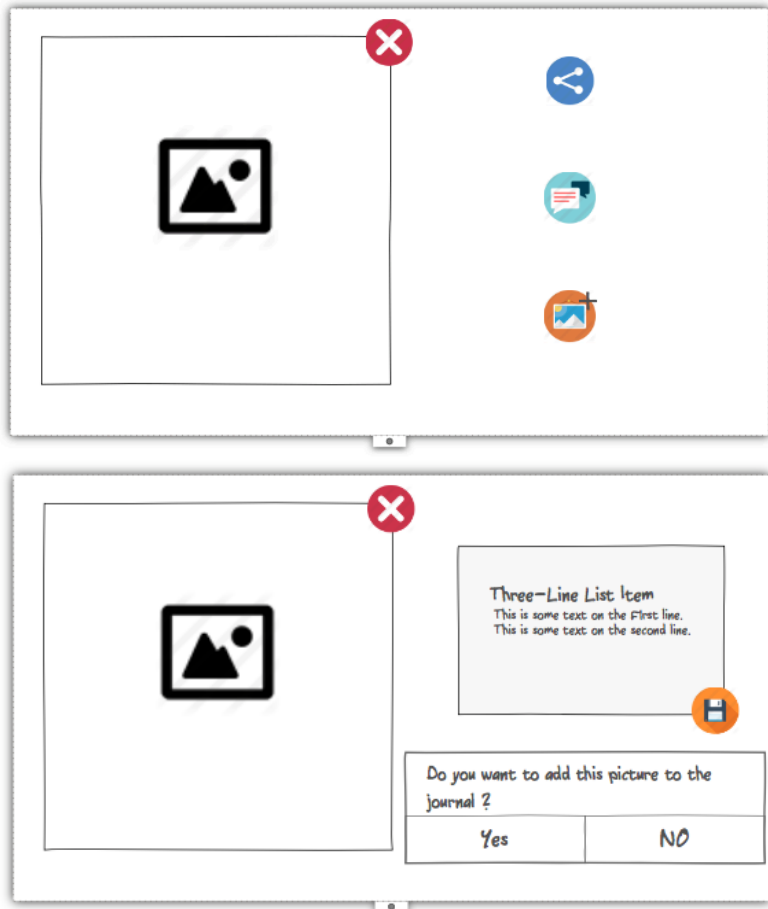 Three-Line List Item
This is some text on the First line.
This is some text on the second line.
Do you want to add this picture to the
journal ?
Yes
NO